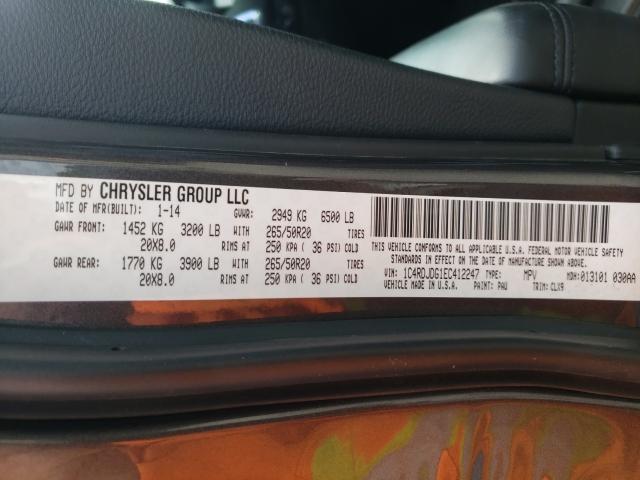 MFD BY CHRYSLER GROUP LLC
DATE OF MFR(BUILT): 1-14 GVWR: 2949 KG 6500 LB
GAWR FRONT: 1452 KG 3200 LB WITH 265/50R20 TIRES
20X8.0 RIMS AT 250 KPA ( 36 PSI) COLD
GAWR REAR: 1770 KG 3900 LB WITH 265/50R20 TIRES
20X8.0 RIMS AT 250 KPA ( 36 PSI) COLD
THIS VEHICLE CONFORMS TO ALL APPLICABLE U.S.A. FEDERAL MOTOR VEHICLE SAFETY
STANDARDS IN EFFECT ON THE DATE OF MANUFACTURE SHOWN ABOVE.
VIN: 1C4RDJDG1EC412247 TYPE: MPV MDH: 013101 030AA
VEHICLE MADE IN U.S.A. PAINT: PAU TRIM: CLX9